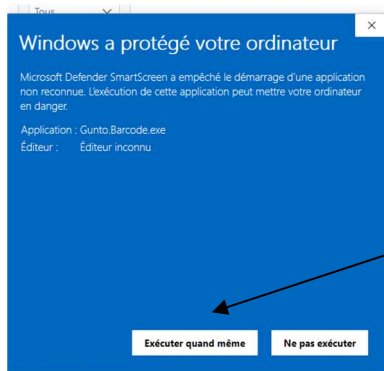 Tous
Windows a protégé votre ordinateur
Microsoft Defender SmartScreen a empêché le démarrage d'une application
non reconnue. L'exécution de cette application peut mettre votre ordinateur
en danger.
Application : Gunto.Barcode.exe
Éditeur : Éditeur inconnu
Exécuter quand même Ne pas exécuter